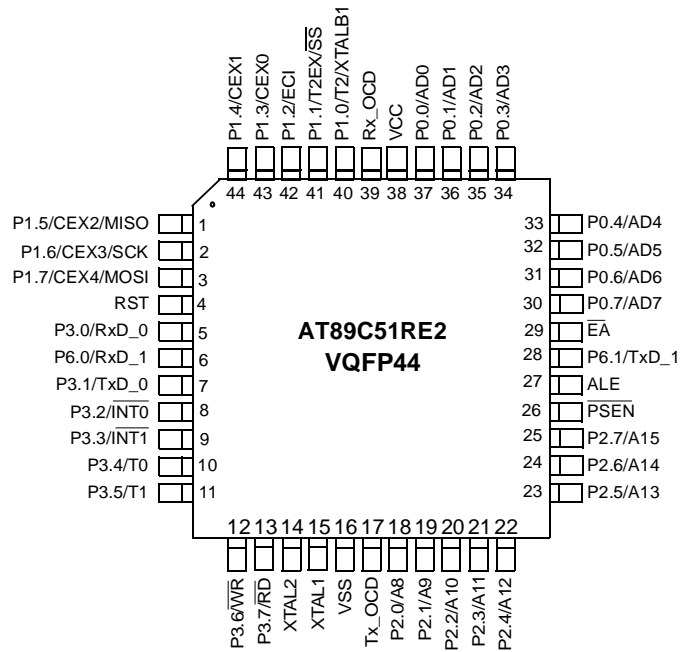 P1.4/CEX1
P1.3/CEX0
P1.2/ECI
P1.1/T2EX/S̅S̅
P1.0/T2/XTALB1
Rx_OCD
VCC
P0.0/AD0
P0.1/AD1
P0.2/AD2
P0.3/AD3
44 43 42 41 40 39 38 37 36 35 34
P1.5/CEX2/MISO 1
P1.6/CEX3/SCK 2
P1.7/CEX4/MOSI 3
RST 4
P3.0/RxD_0 5
P6.0/RxD_1 6
P3.1/TxD_0 7
P3.2/I̅N̅T̅0̅ 8
P3.3/I̅N̅T̅1̅ 9
P3.4/T0 10
P3.5/T1 11
AT89C51RE2
VQFP44
33 P0.4/AD4
32 P0.5/AD5
31 P0.6/AD6
30 P0.7/AD7
29 E̅A̅
28 P6.1/TxD_1
27 ALE
26 P̅S̅E̅N̅
25 P2.7/A15
24 P2.6/A14
23 P2.5/A13
12 13 14 15 16 17 18 19 20 21 22
P3.6/W̅R̅
P3.7/R̅D̅
XTAL2
XTAL1
VSS
Tx_OCD
P2.0/A8
P2.1/A9
P2.2/A10
P2.3/A11
P2.4/A12